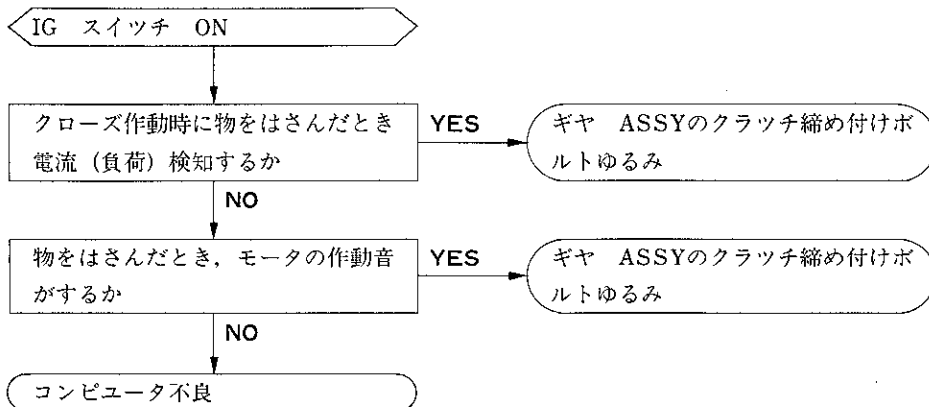 IG スイッチ ON
クローズ作動時に物をはさんだとき
電流（負荷）検知するか
YES
ギヤ ASSYのクラッチ締め付けボ
ルトゆるみ
NO
物をはさんだとき，モータの作動音
がするか
YES
ギヤ ASSYのクラッチ締め付けボ
ルトゆるみ
NO
コンピュータ不良